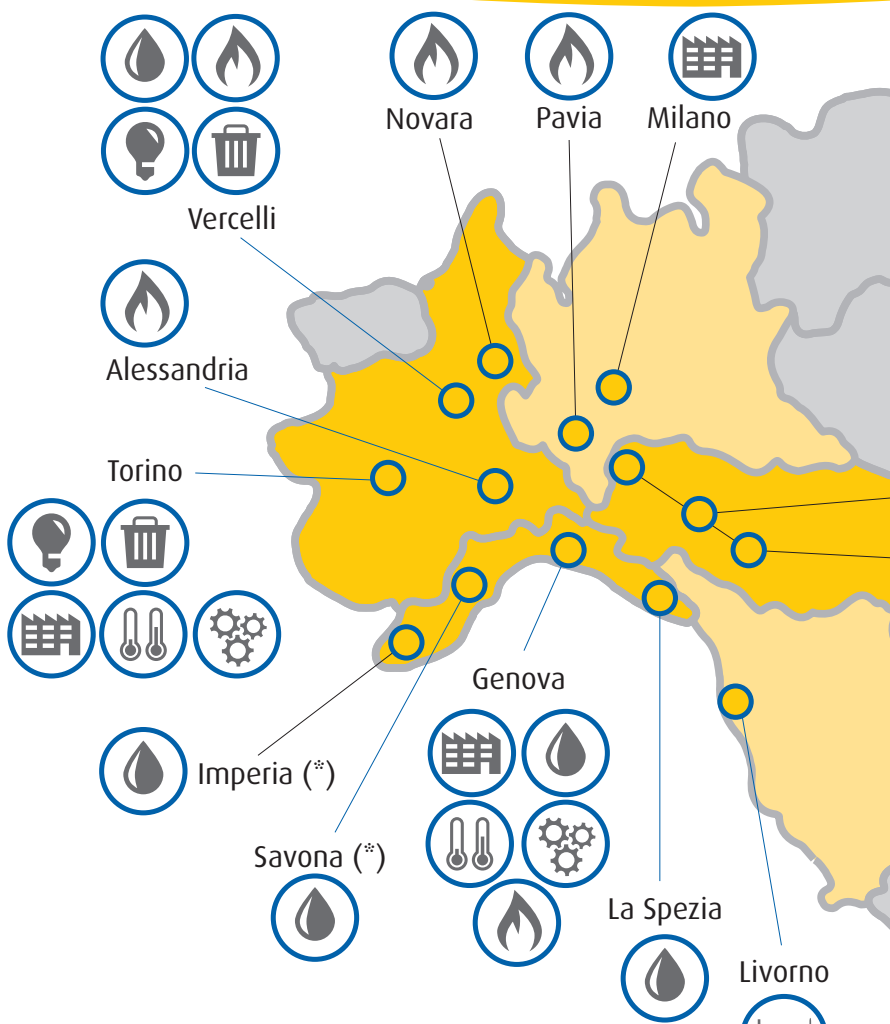 Novara
Pavia
Milano
Vercelli
Alessandria
Torino
Genova
Imperia (*)
Savona (*)
La Spezia
Livorno